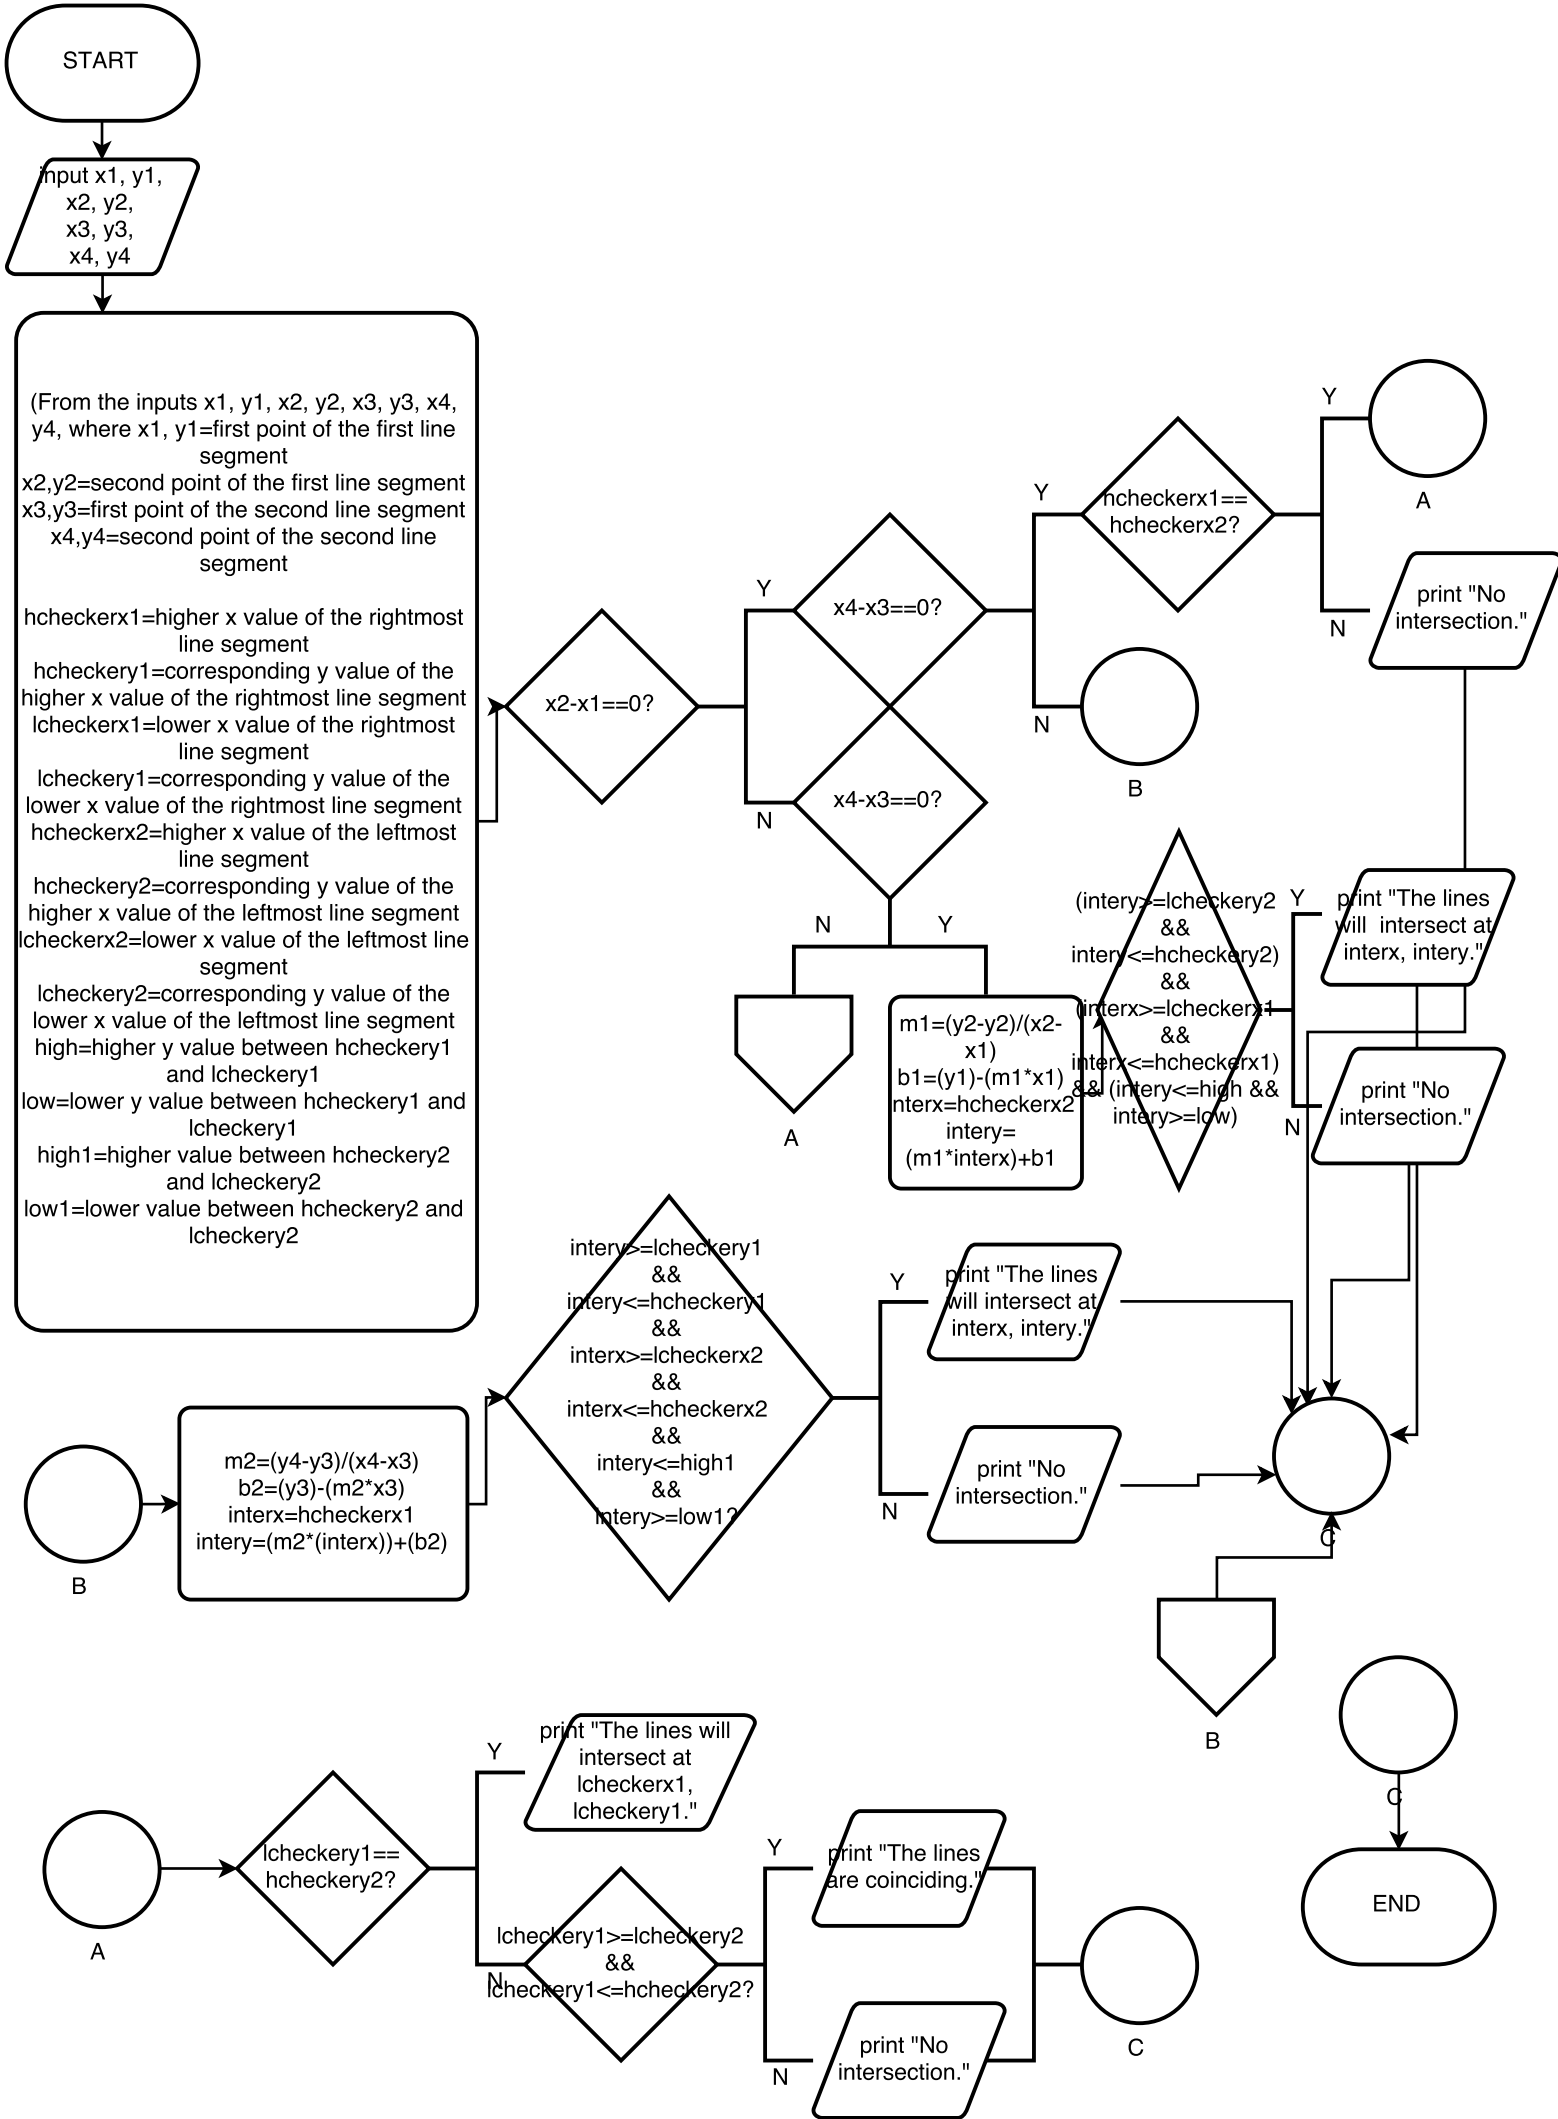 START
input x1, y1,
x2, y2,
x3, y3,
x4, y4
(From the inputs x1, y1, x2, y2, x3, y3, x4,
y4, where x1, y1=first point of the first line
segment
x2,y2=second point of the first line segment
x3,y3=first point of the second line segment
x4,y4=second point of the second line
segment
hcheckerx1=higher x value of the rightmost
line segment
hcheckery1=corresponding y value of the
higher x value of the rightmost line segment
lcheckerx1=lower x value of the rightmost
line segment
lcheckery1=corresponding y value of the
lower x value of the rightmost line segment
hcheckerx2=higher x value of the leftmost
line segment
hcheckery2=corresponding y value of the
higher x value of the leftmost line segment
lcheckerx2=lower x value of the leftmost line
segment
lcheckery2=corresponding y value of the
lower x value of the leftmost line segment
high=higher y value between hcheckery1
and lcheckery1
low=lower y value between hcheckery1 and
lcheckery1
high1=higher value between hcheckery2
and lcheckery2
low1=lower value between hcheckery2 and
lcheckery2
x2-x1==0?
Y
N
x4-x3==0?
x4-x3==0?
Y
N
hcheckerx1==
hcheckerx2?
Y
N
A
print "No
intersection."
B
N
Y
A
m1=(y2-y2)/(x2-
x1)
b1=(y1)-(m1*x1)
nterx=hcheckerx2
intery=
(m1*interx)+b1
(intery>=lcheckery2
&&
intery<=hcheckery2)
&&
(interx>=lcheckerx1
&&
interx<=hcheckerx1)
&& (intery<=high &&
intery>=low)
Y
N
print "The lines
will  intersect at
interx, intery."
print "No
intersection."
B
m2=(y4-y3)/(x4-x3)
b2=(y3)-(m2*x3)
interx=hcheckerx1
intery=(m2*(interx))+(b2)
intery>=lcheckery1
&&
intery<=hcheckery1
&&
interx>=lcheckerx2
&&
interx<=hcheckerx2
&&
intery<=high1
&&
intery>=low1?
Y
N
print "The lines
will intersect at
interx, intery."
print "No
intersection."
C
B
C
END
A
lcheckery1==
hcheckery2?
Y
N
print "The lines will
intersect at
lcheckerx1,
lcheckery1."
lcheckery1>=lcheckery2
&&
lcheckery1<=hcheckery2?
Y
N
print "The lines
are coinciding."
print "No
intersection."
C